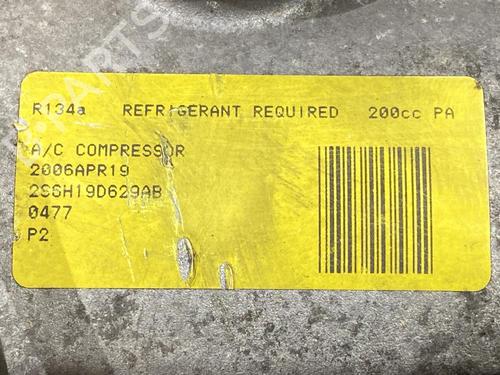 R134a REFRIGERANT REQUIRED 200cc PA
A/C COMPRESSOR
2006APR19
2S6H19D629AB
0477
P2